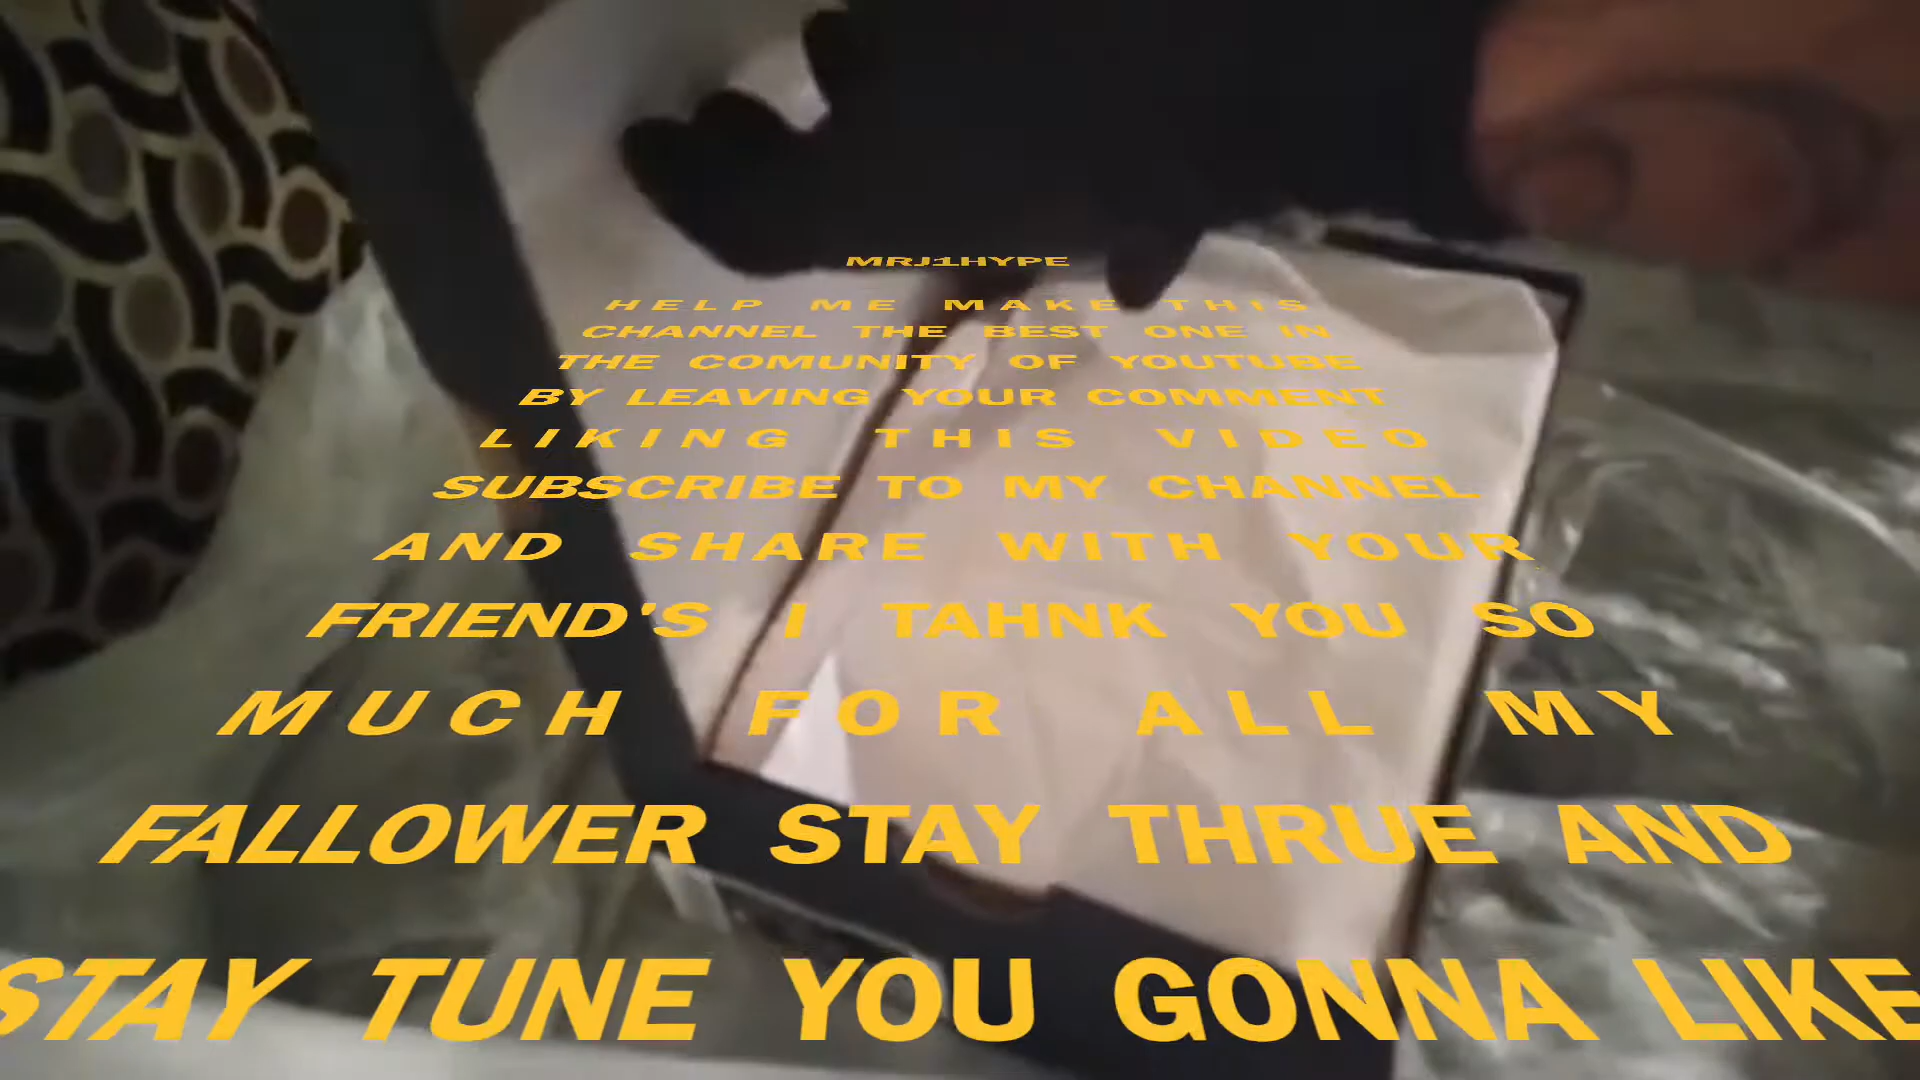 MRJ1HYPE
HELP ME MAKE THIS
CHANNEL THE BEST ONE IN
THE COMUNITY OF YOUTUBE
BY LEAVING YOUR COMMENT
LIKING THIS VIDEO
SUBSCRIBE TO MY CHANNEL
AND SHARE WITH YOUR
FRIEND'S I TAHNK YOU SO
MUCH FOR ALL MY
FALLOWER STAY THRUE AND
STAY TUNE YOU GONNA LIKE